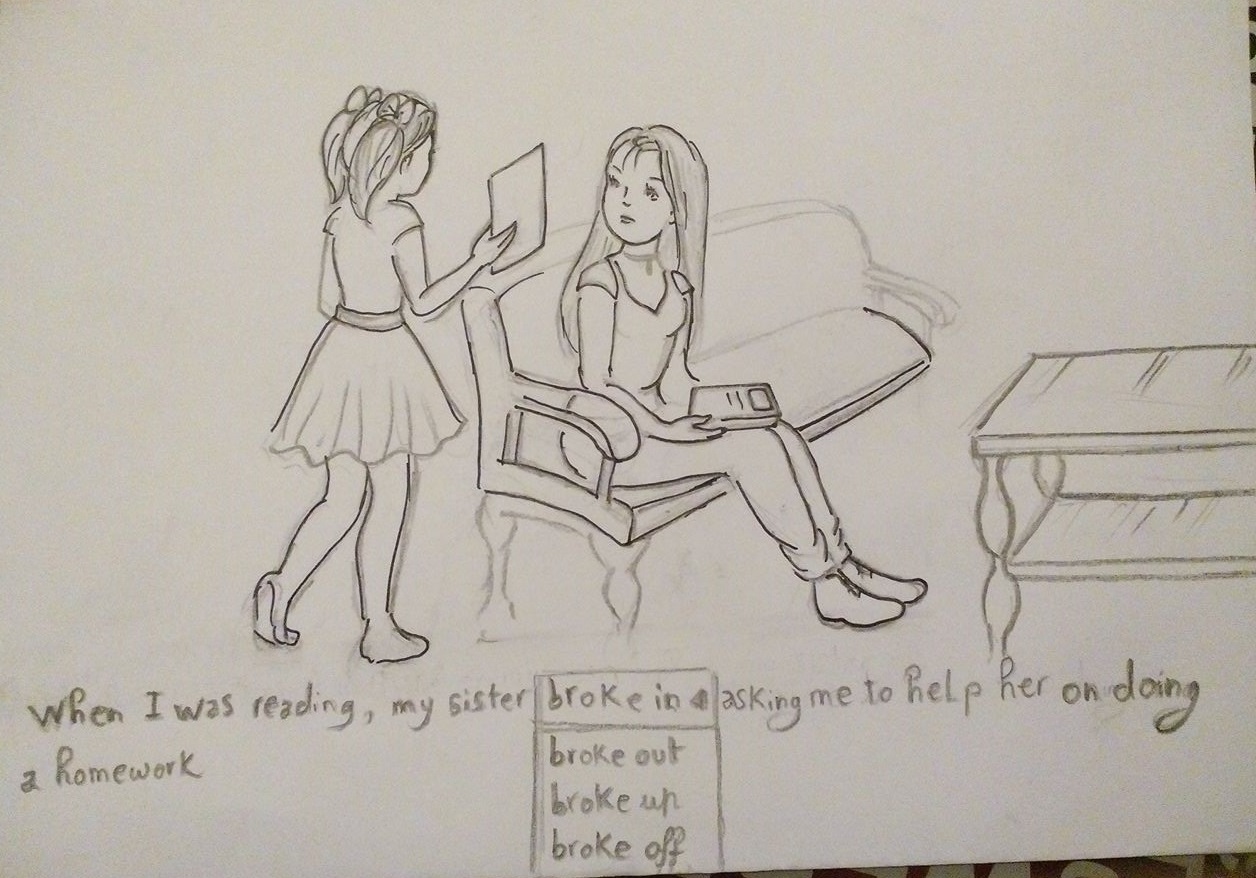 When I was reading, my sister broke in asking me to help her on doing
a homework
broke out
broke up
broke off